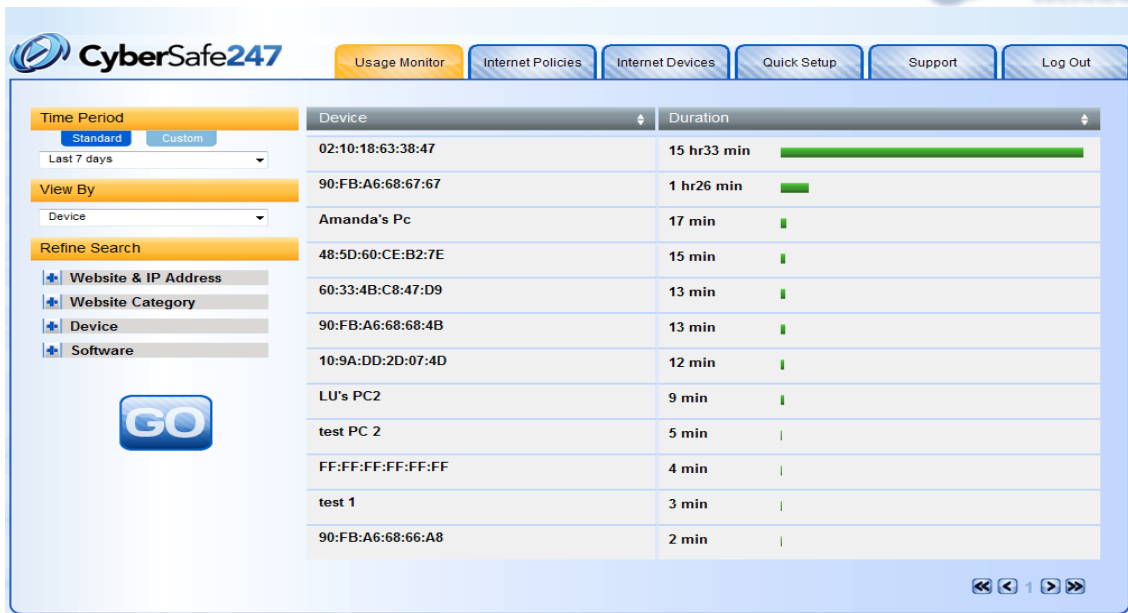 CyberSafe247
Usage Monitor
Internet Policies
Internet Devices
Quick Setup
Support
Log Out
Time Period
Standard Custom
Last 7 days
View By
Device
Refine Search
Website & IP Address
Website Category
Device
Software
GO
Device Duration
02:10:18:63:38:47 15 hr33 min
90:FB:A6:68:67:67 1 hr26 min
Amanda's Pc 17 min
48:5D:60:CE:B2:7E 15 min
60:33:4B:C8:47:D9 13 min
90:FB:A6:68:68:4B 13 min
10:9A:DD:2D:07:4D 12 min
LU's PC2 9 min
test PC 2 5 min
FF:FF:FF:FF:FF:FF 4 min
test 1 3 min
90:FB:A6:68:66:A8 2 min
1